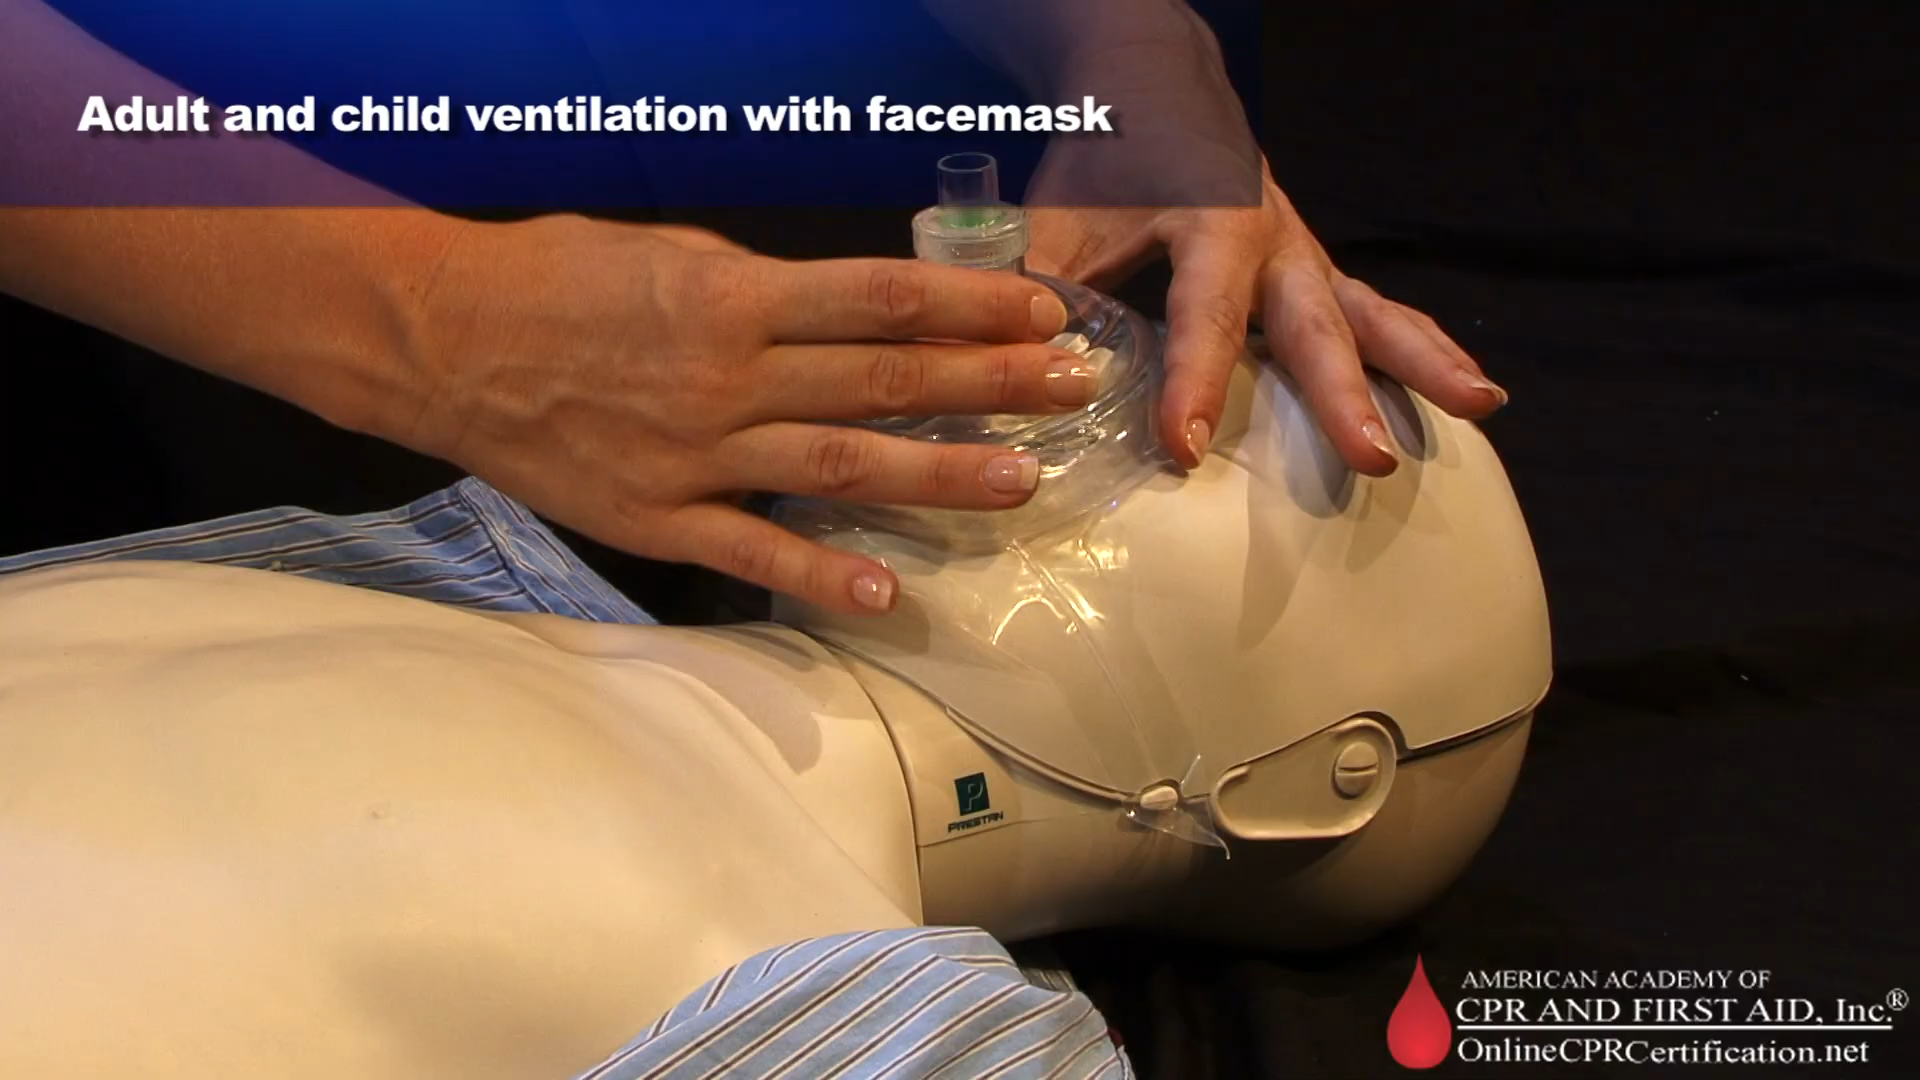 Adult and child ventilation with facemask
P
PRESTAN
AMERICAN ACADEMY OF
CPR AND FIRST AID, Inc.®
OnlineCPRCertification.net